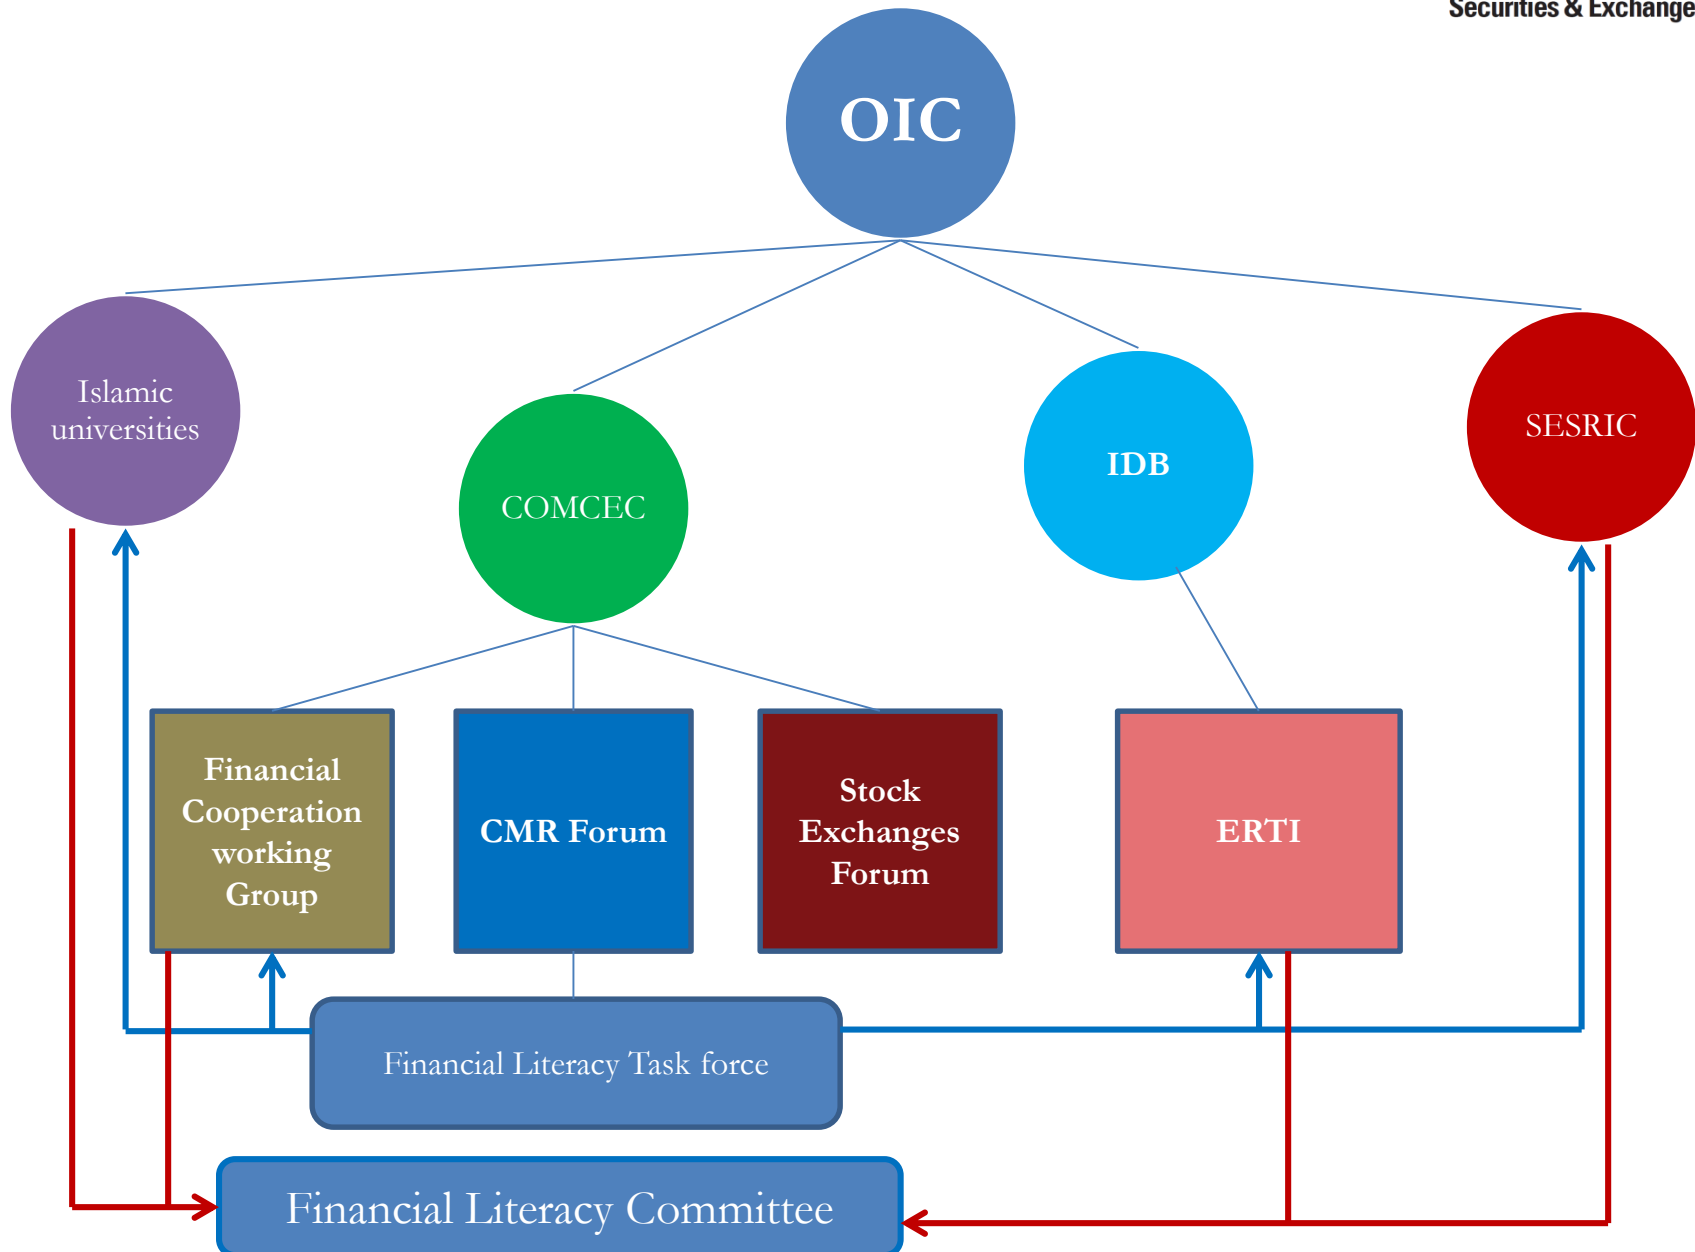 Securities & Exchange
OIC
Islamic
universities
COMCEC
IDB
SESRIC
Financial
Cooperation
working
Group
CMR Forum
Stock
Exchanges
Forum
ERTI
Financial Literacy Task force
Financial Literacy Committee